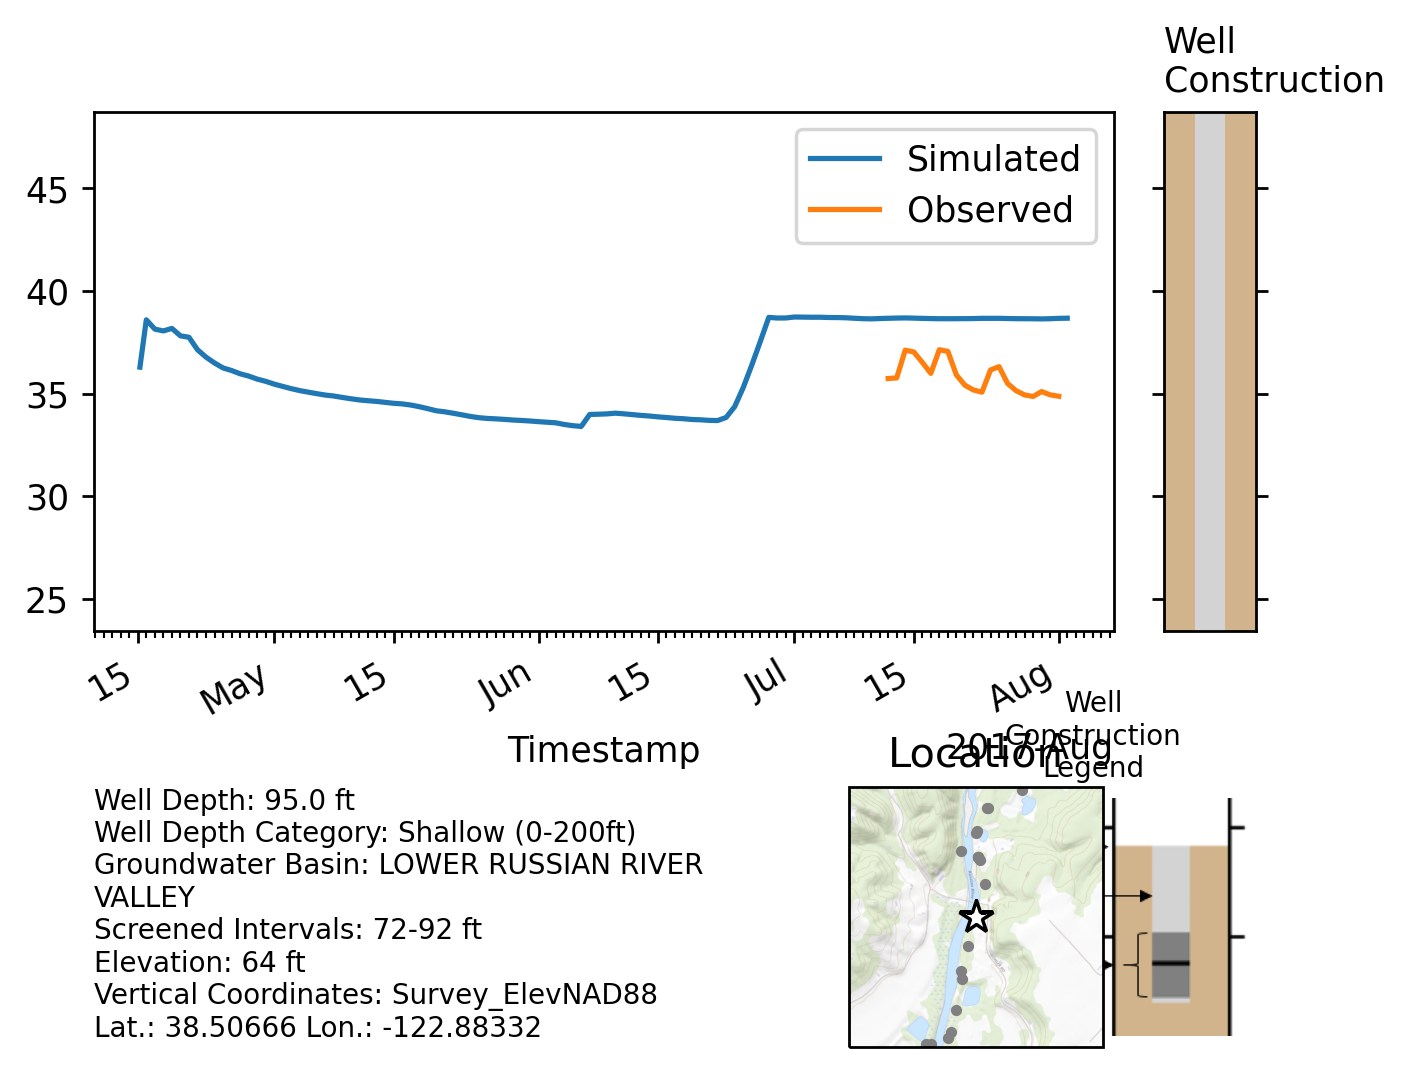 Well
Construction
Simulated
Observed
45
40
35
30
25
15
May
15
Jun
15
Jul
15
Aug
Timestamp
2017-Aug
Well Depth: 95.0 ft
Well Depth Category: Shallow (0-200ft)
Groundwater Basin: LOWER RUSSIAN RIVER
VALLEY
Screened Intervals: 72-92 ft
Elevation: 64 ft
Vertical Coordinates: Survey_ElevNAD88
Lat.: 38.50666 Lon.: -122.88332
Location
Well
Construction
Legend